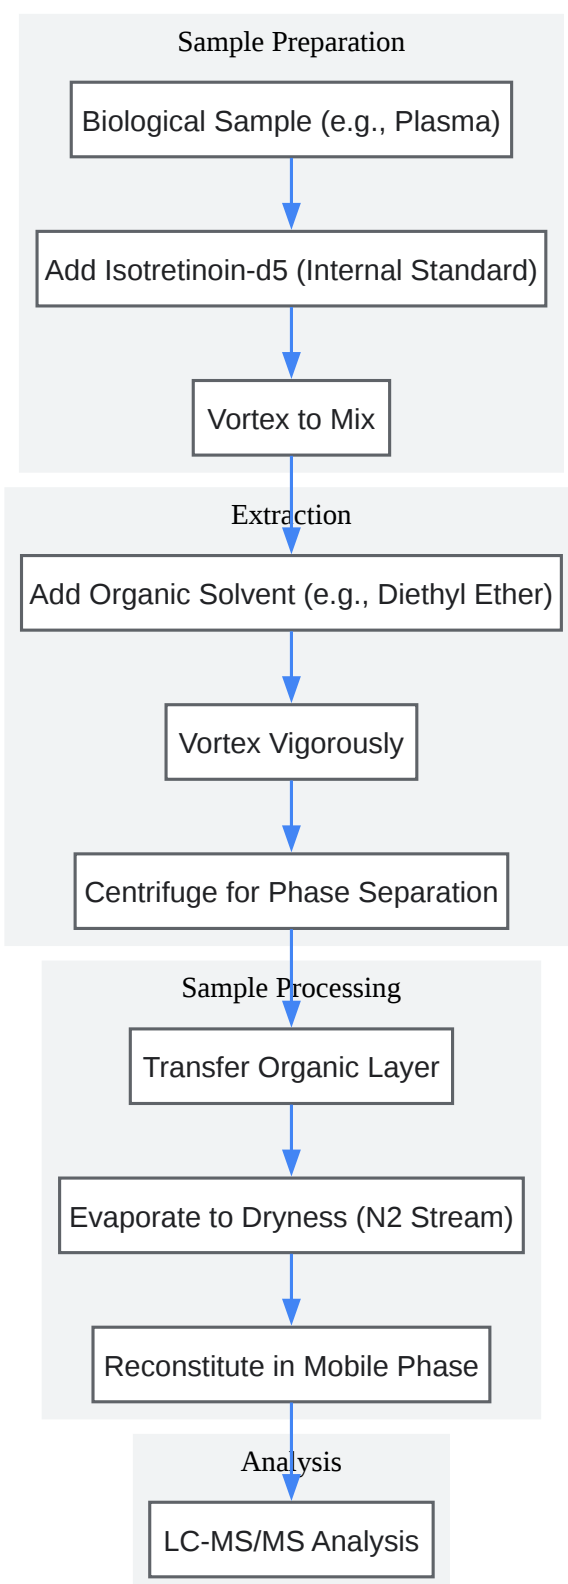 Sample Preparation
Biological Sample (e.g., Plasma)
Add Isotretinoin-d5 (Internal Standard)
Vortex to Mix
Extraction
Add Organic Solvent (e.g., Diethyl Ether)
Vortex Vigorously
Centrifuge for Phase Separation
Sample Processing
Transfer Organic Layer
Evaporate to Dryness (N2 Stream)
Reconstitute in Mobile Phase
Analysis
LC-MS/MS Analysis